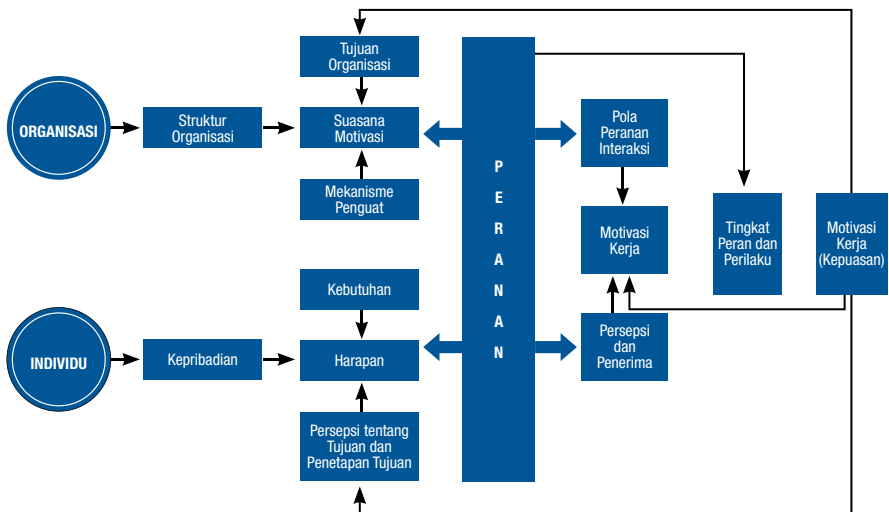 Tujuan
Organisasi
ORGANISASI
Struktur
Organisasi
Suasana
Motivasi
Mekanisme
Penguat
P
E
R
A
N
A
N
Pola
Peranan
Interaksi
Motivasi
Kerja
Tingkat
Peran dan
Perilaku
Motivasi
Kerja
(Kepuasan)
Kebutuhan
INDIVIDU
Kepribadian
Harapan
Persepsi
dan
Penerima
Persepsi tentang
Tujuan dan
Penetapan Tujuan